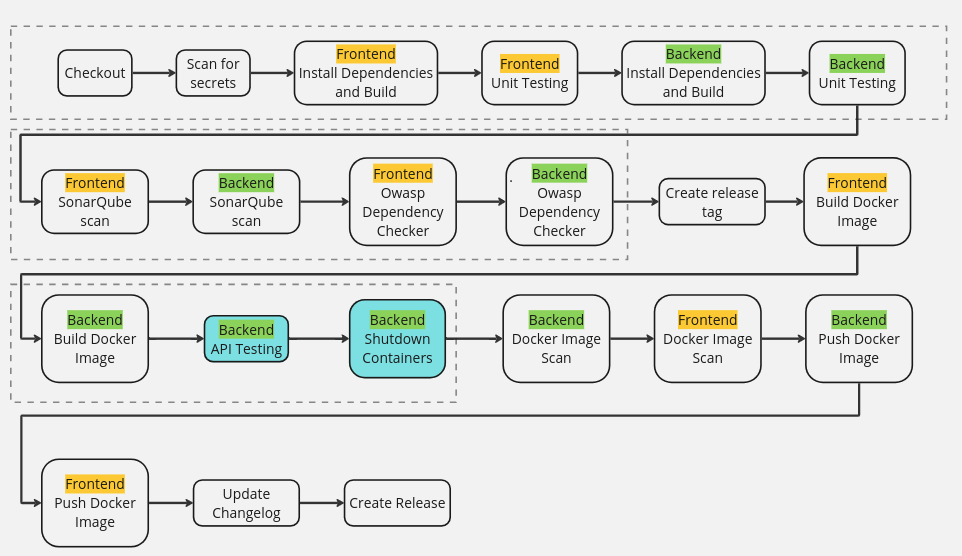 Checkout
Scan for
secrets
Frontend
Install Dependencies
and Build
Frontend
Unit Testing
Backend
Install Dependencies
and Build
Backend
Unit Testing
Frontend
SonarQube
scan
Backend
SonarQube
scan
Frontend
Owasp
Dependency
Checker
Backend
Owasp
Dependency
Checker
Create release
tag
Frontend
Build Docker
Image
Backend
Build Docker
Image
Backend
API Testing
Backend
Shutdown
Containers
Backend
Docker Image
Scan
Frontend
Docker Image
Scan
Backend
Push Docker
Image
Frontend
Push Docker
Image
Update
Changelog
Create Release